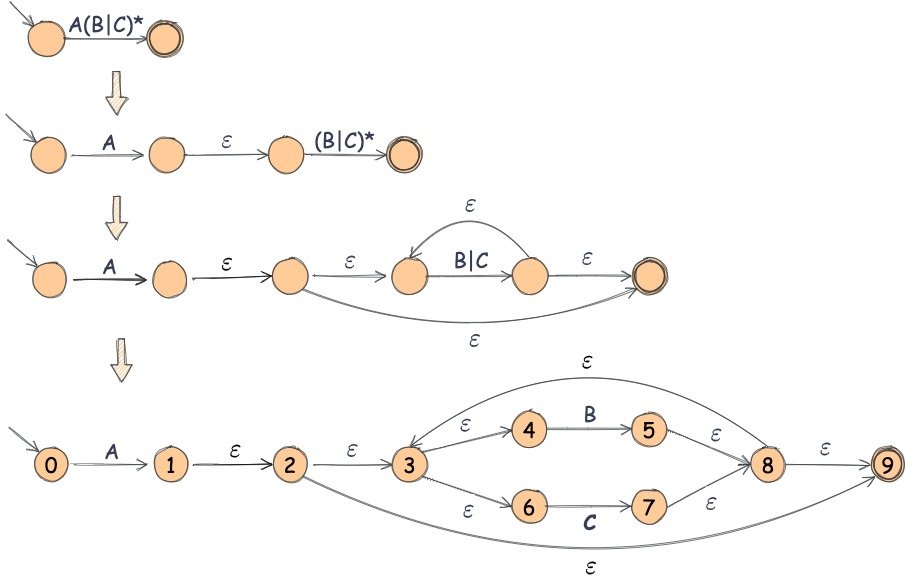 A(B|C)*
A ε (B|C)*
ε
A ε ε B|C ε
ε
ε
ε B ε
0 A 1 ε 2 ε 3 4 5 8 ε 9
6 7
ε C ε
ε